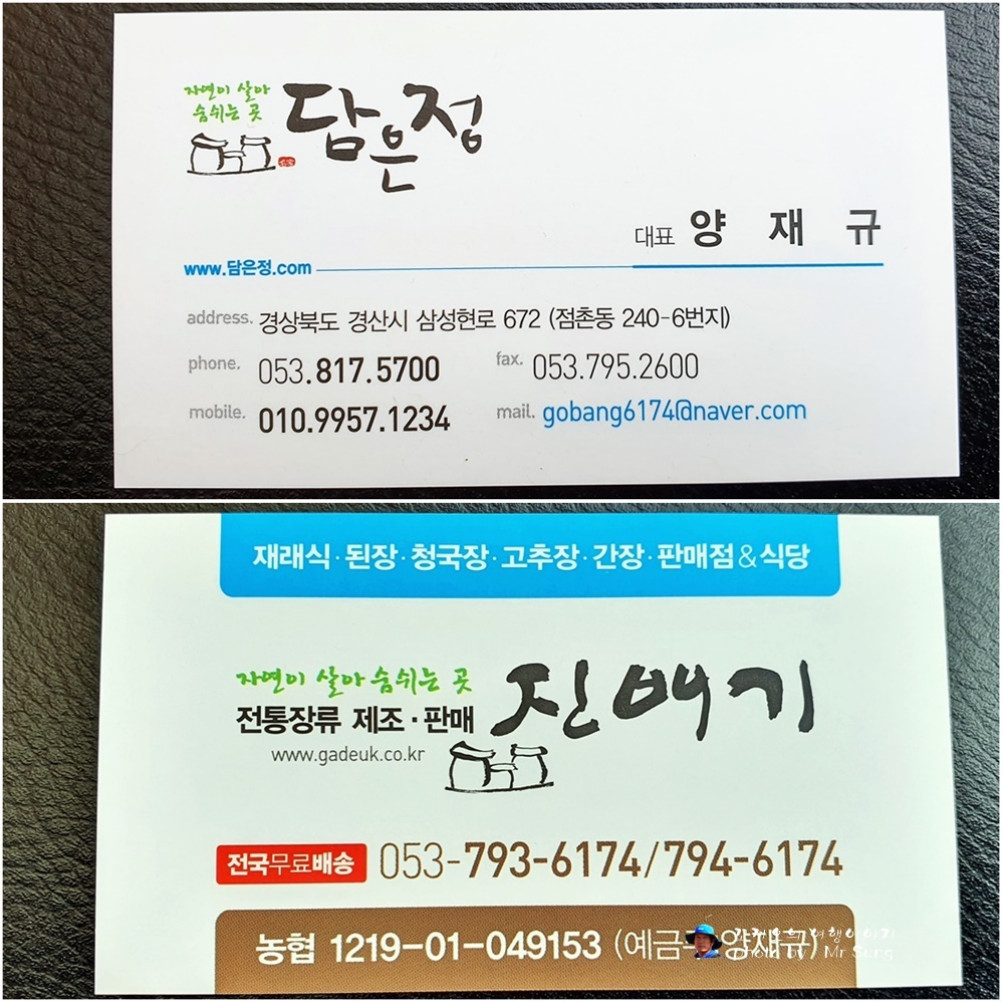 자연이 살아
숨쉬는 곳
담은정
대표 양 재 규
www.담은정.com
address. 경상북도 경산시 삼성현로 672 (점촌동 240-6번지)
phone. 053.817.5700 fax. 053.795.2600
mobile. 010.9957.1234 mail. gobang6174@naver.com
재래식·된장·청국장·고추장·간장·판매점&식당
자연이 살아 숨쉬는 곳
진배기
전통장류 제조·판매
www.gadeuk.co.kr
전국무료배송 053-793-6174/794-6174
농협 1219-01-049153 (예금주 양재규)